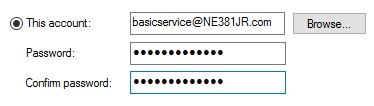 This account: basicservice@NE381JR.com Browse...
Password: •••••••••••••
Confirm password: •••••••••••••